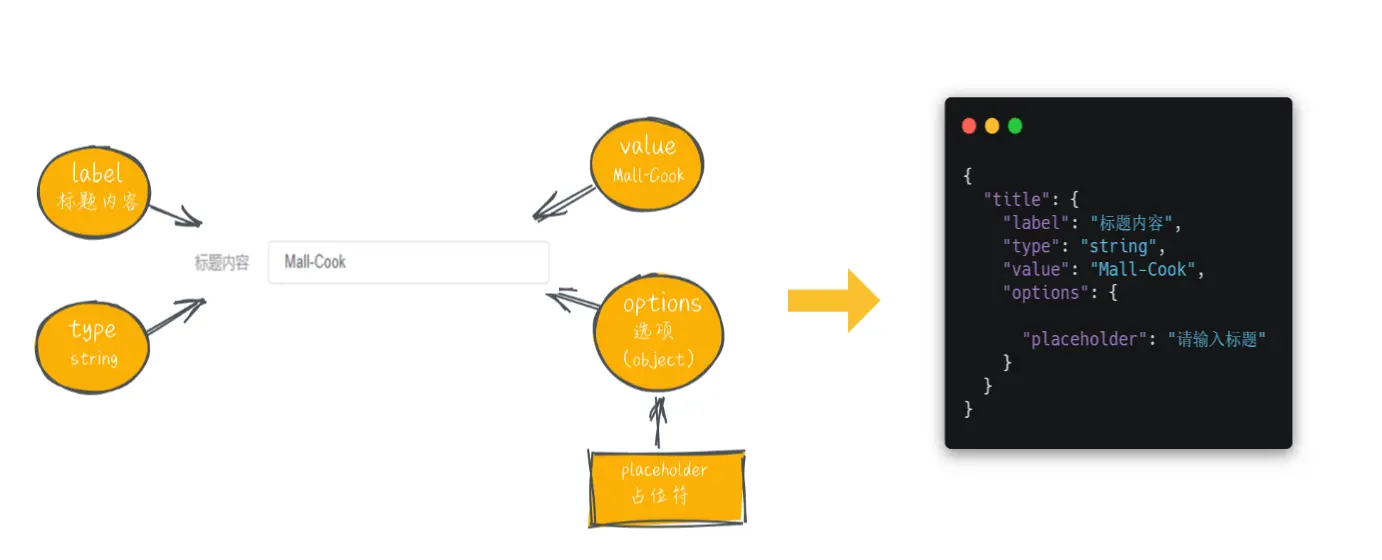 label
标题内容
value
Mall-Cook
标题内容
Mall-Cook
type
string
options
选项
(object)
placeholder
占位符
{
"title": {
"label": "标题内容",
"type": "string",
"value": "Mall-Cook",
"options": {
"placeholder": "请输入标题"
}
}
}